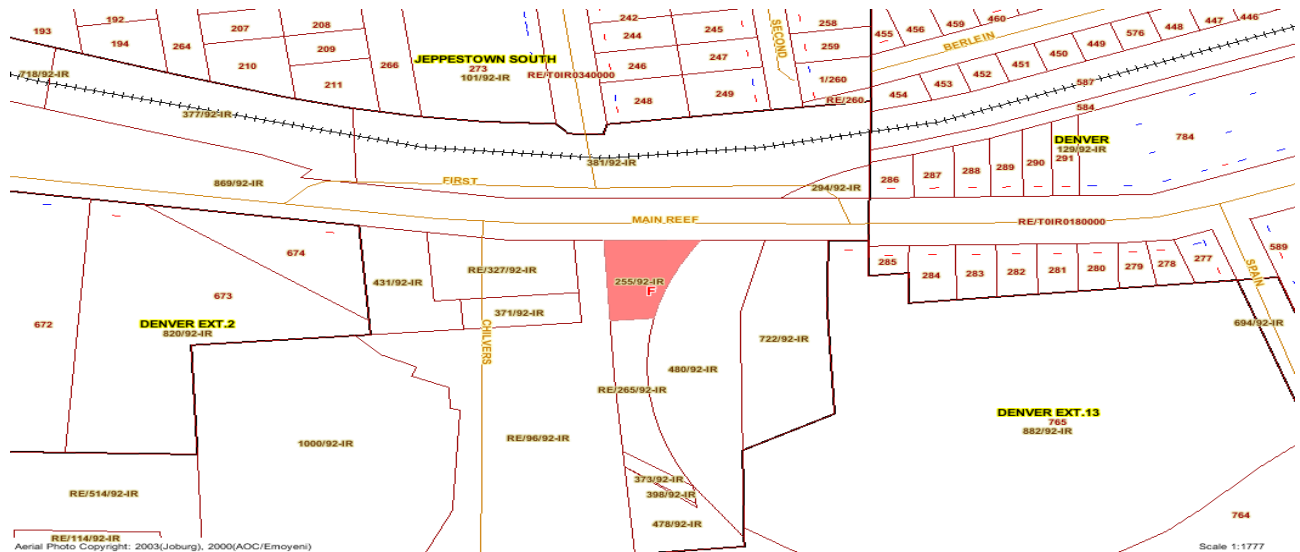 193
192
194
264
207
208
209
210
211
266
JEPPESTOWN SOUTH
273
101/92-IR
RE/T0IR0340000
242
244
245
246
247
248
249
SECOND
258
259
1/260
RE/260
455
456
459
460
BERLEIN
454
453
452
451
450
449
576
448
447
446
587
584
718/92-IR
377/92-IR
381/92-IR
DENVER
129/92-IR
784
286
287
288
289
290
291
869/92-IR
FIRST
294/92-IR
MAIN REEF
RE/T0IR0180000
674
673
672
DENVER EXT.2
820/92-IR
431/92-IR
RE/327/92-IR
371/92-IR
CHILVERS
255/92-IR
F
285
284
283
282
281
280
279
278
277
589
SPAIN
694/92-IR
722/92-IR
480/92-IR
RE/265/92-IR
DENVER EXT.13
765
882/92-IR
1000/92-IR
RE/96/92-IR
373/92-IR
398/92-IR
478/92-IR
RE/514/92-IR
RE/114/92-IR
764
Aerial Photo Copyright: 2003(Joburg), 2000(AOC/Emoyeni)
Scale 1:1777